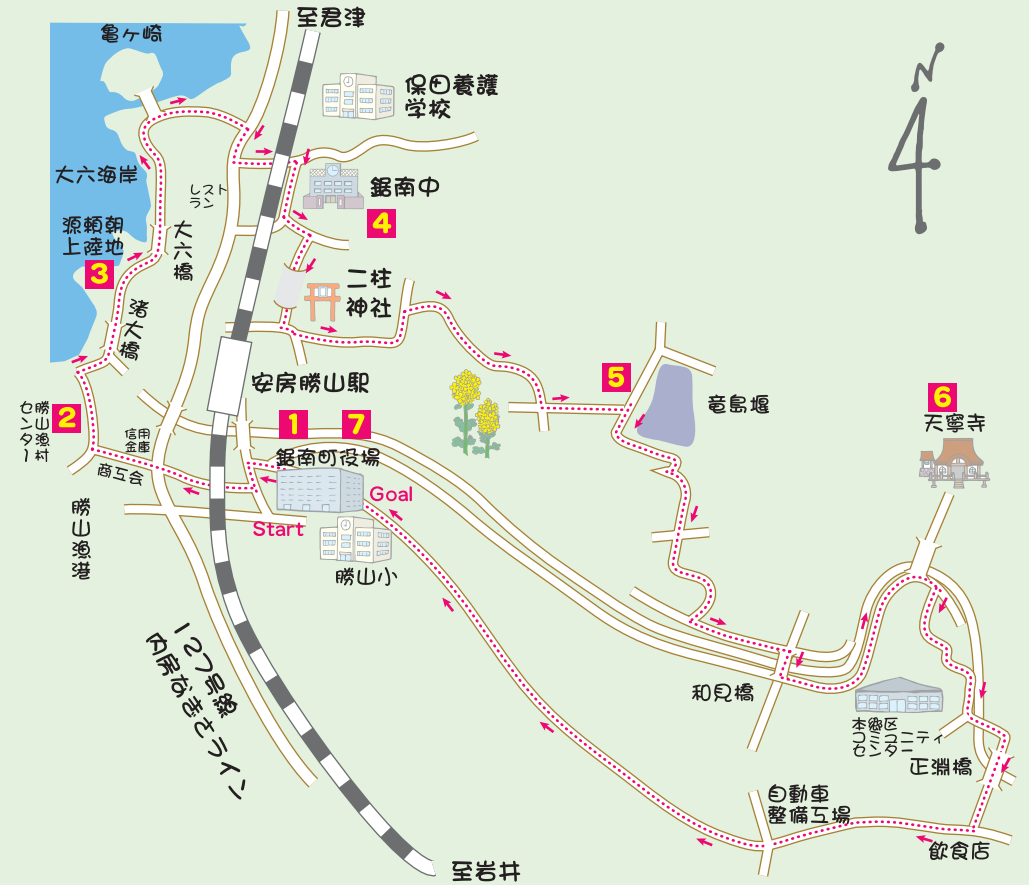 至君津
亀ヶ崎
保田養護
学校
N
4
大六海岸
レスト
ラン
鋸南中
4
源頼朝
上陸地
3
大六橋
二柱
神社
渚大橋
安房勝山駅
5
竜島堰
6
天寧寺
勝山漁村
センター
2
信用
金庫
1
7
鋸南町役場
商工会
Goal
Start
勝山漁港
勝山小
127号線
内房なぎさライン
和見橋
本郷区
コミュニティ
センター
正淵橋
自動車
整備工場
飲食店
至岩井